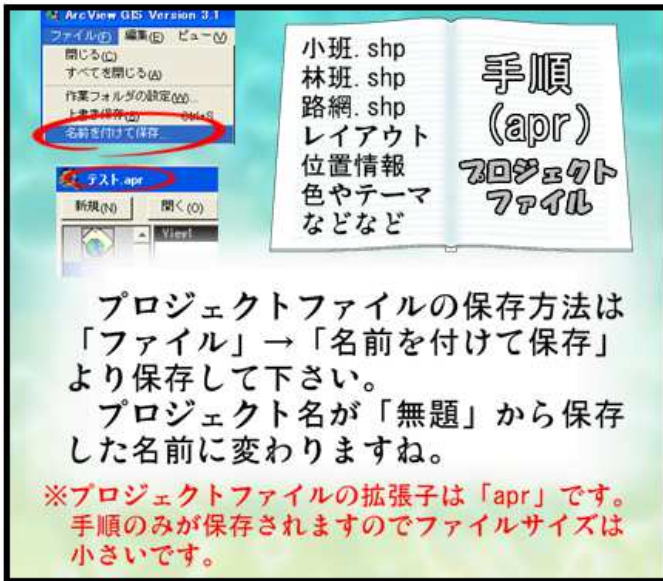 ArcView GIS Version 3.1
ファイル(F) 編集(E) ビュー(V)
閉じる(C)
すべてを閉じる(A)
作業フォルダの設定(W)...
上書き保存(S) Ctrl+S
名前を付けて保存...
テスト.apr
新規(N) 開く(O)
View1
小班.shp
林班.shp
路網.shp
レイアウト
位置情報
色やテーマ
などなど
手順
(apr)
プロジェクト
ファイル
プロジェクトファイルの保存方法は
「ファイル」→「名前を付けて保存」
より保存して下さい。
プロジェクト名が「無題」から保存
した名前に変わりますね。
※プロジェクトファイルの拡張子は「apr」です。
手順のみが保存されますのでファイルサイズは
小さいです。